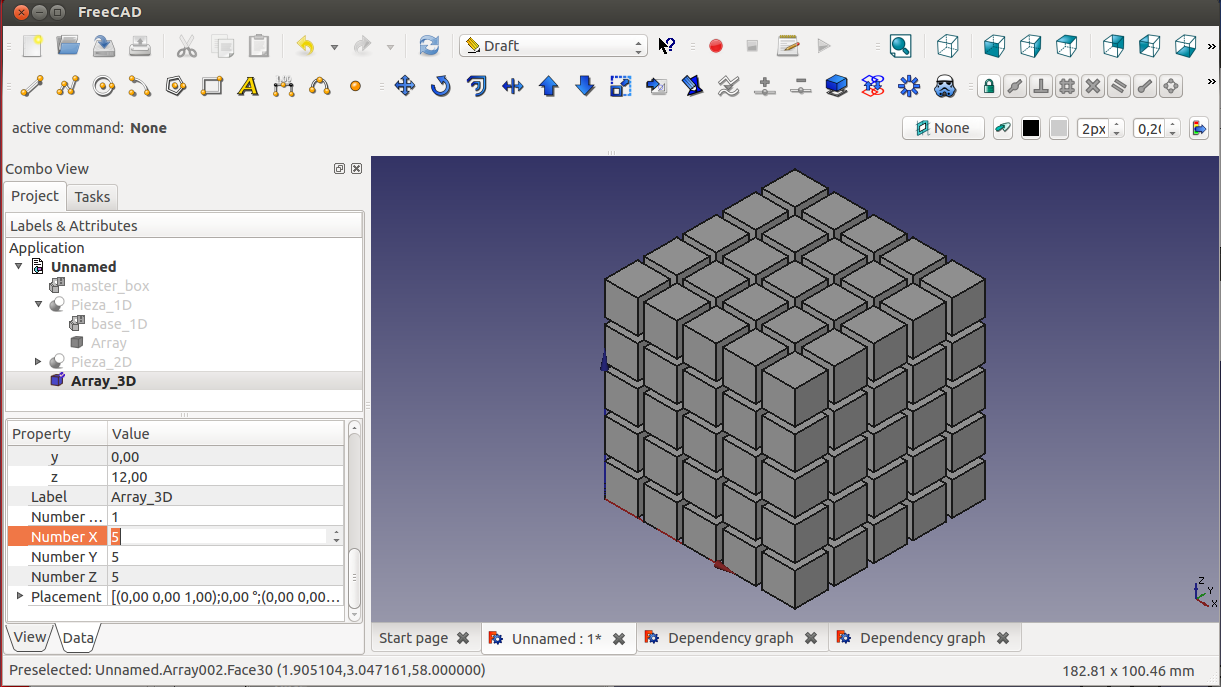 FreeCAD
Draft
active command: None
None
2px
0,20
Combo View
Project
Tasks
Labels & Attributes
Application
Unnamed
master_box
Pieza_1D
base_1D
Array
Pieza_2D
Array_3D
Property Value
y 0,00
z 12,00
Label Array_3D
Number ... 1
Number X 5
Number Y 5
Number Z 5
Placement [(0,00 0,00 1,00);0,00 °;(0,00 0,00...
View
Data
Z
Y
X
Start page
Unnamed : 1*
Dependency graph
Dependency graph
Preselected: Unnamed.Array002.Face30 (1.905104,3.047161,58.000000)
182.81 x 100.46 mm